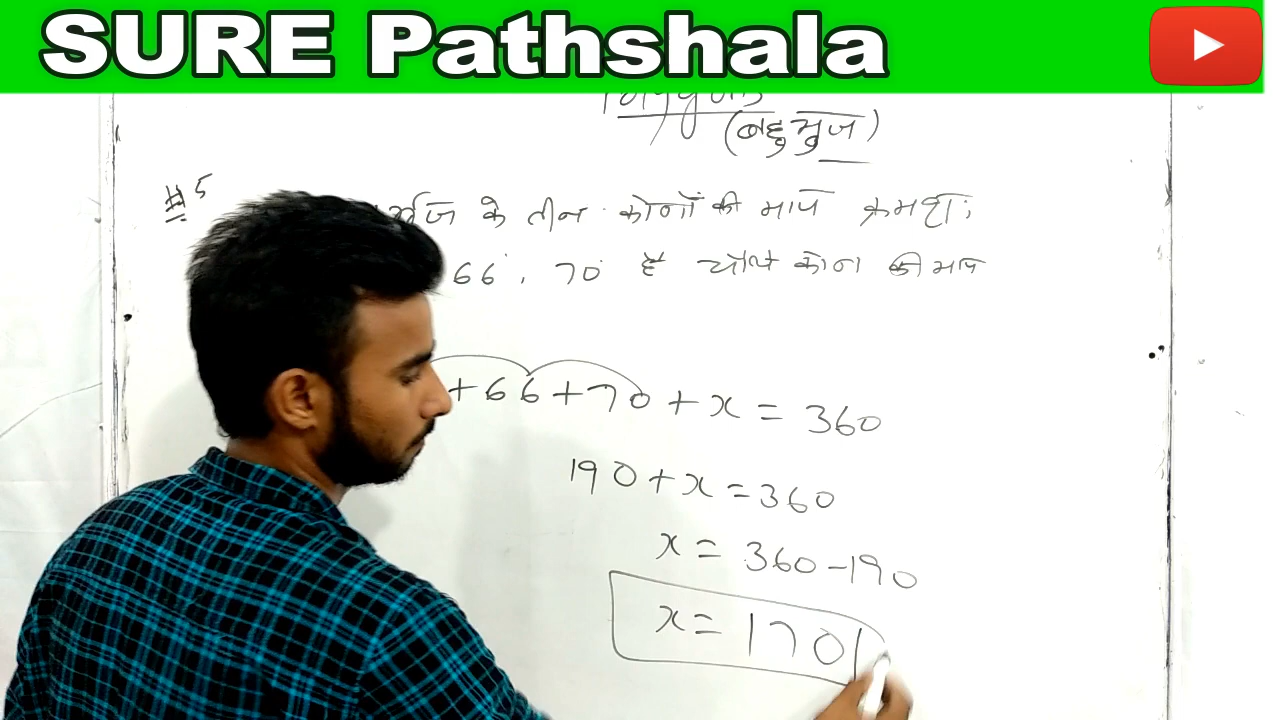 SURE Pathshala
(बहुभुज)
#5
के तीन कोनों की माप क्रमशः
66°, 70° है चौथे कोना की माप
+66+70+x=360
190+x=360
x=360-190
x=170